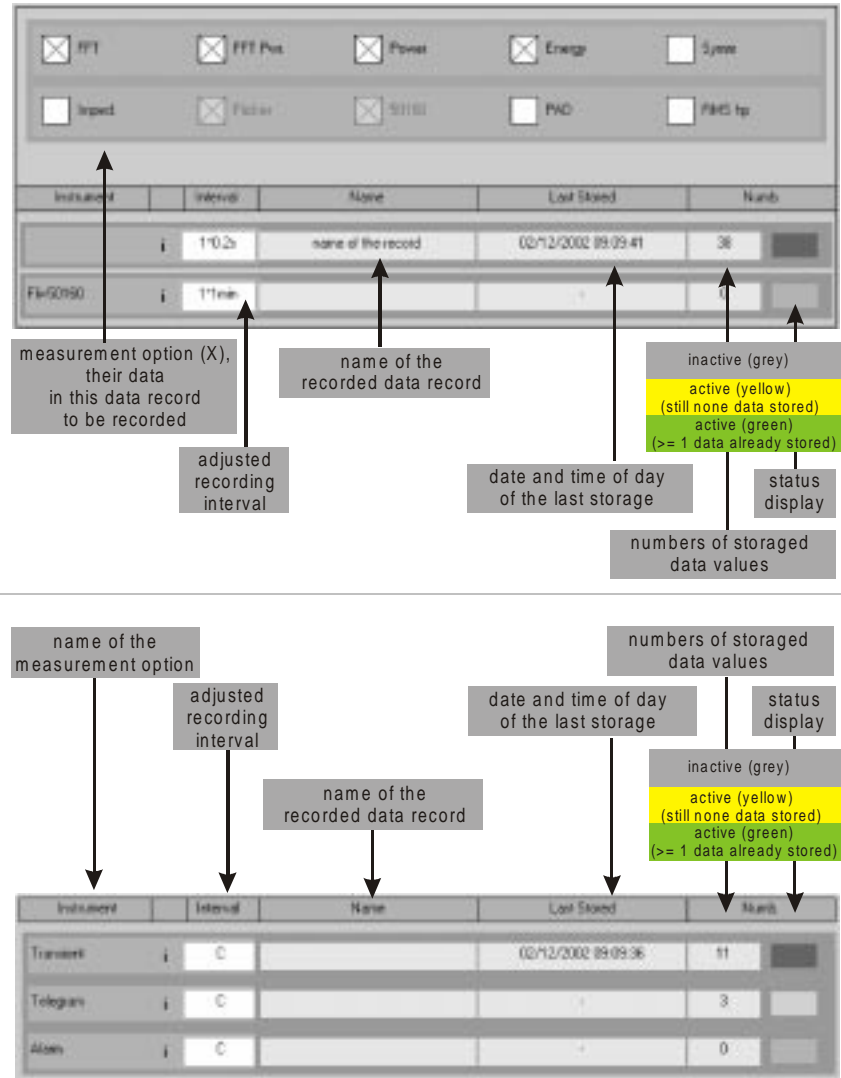 FFT FFT Pwr. Power Energy Symm
Imped. Flicker 50160 PAD RMS hp
Instrument Interval Name Last Stored Numb.
i 1*0.2s name of the record 02/12/2002 09:09:41 38
Flk/50160 i 1*1min - 0
measurement option (X),
their data
in this data record
to be recorded
name of the
recorded data record
inactive (grey)
active (yellow)
(still none data stored)
active (green)
(>= 1 data already stored)
adjusted
recording
interval
date and time of day
of the last storage
status
display
numbers of storaged
data values
name of the
measurement option
numbers of storaged
data values
adjusted
recording
interval
date and time of day
of the last storage
status
display
inactive (grey)
active (yellow)
(still none data stored)
active (green)
(>= 1 data already stored)
name of the
recorded data record
Instrument Interval Name Last Stored Numb.
Transient i C 02/12/2002 09:09:36 11
Telegram i C - 3
Alarm i C - 0